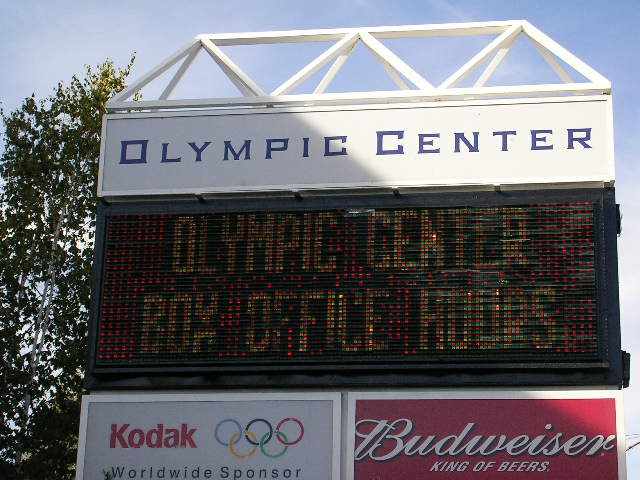 OLYMPIC CENTER
OLYMPIC CENTER
BOX OFFICE HOURS
Kodak
Worldwide Sponsor
Budweiser
KING OF BEERS.